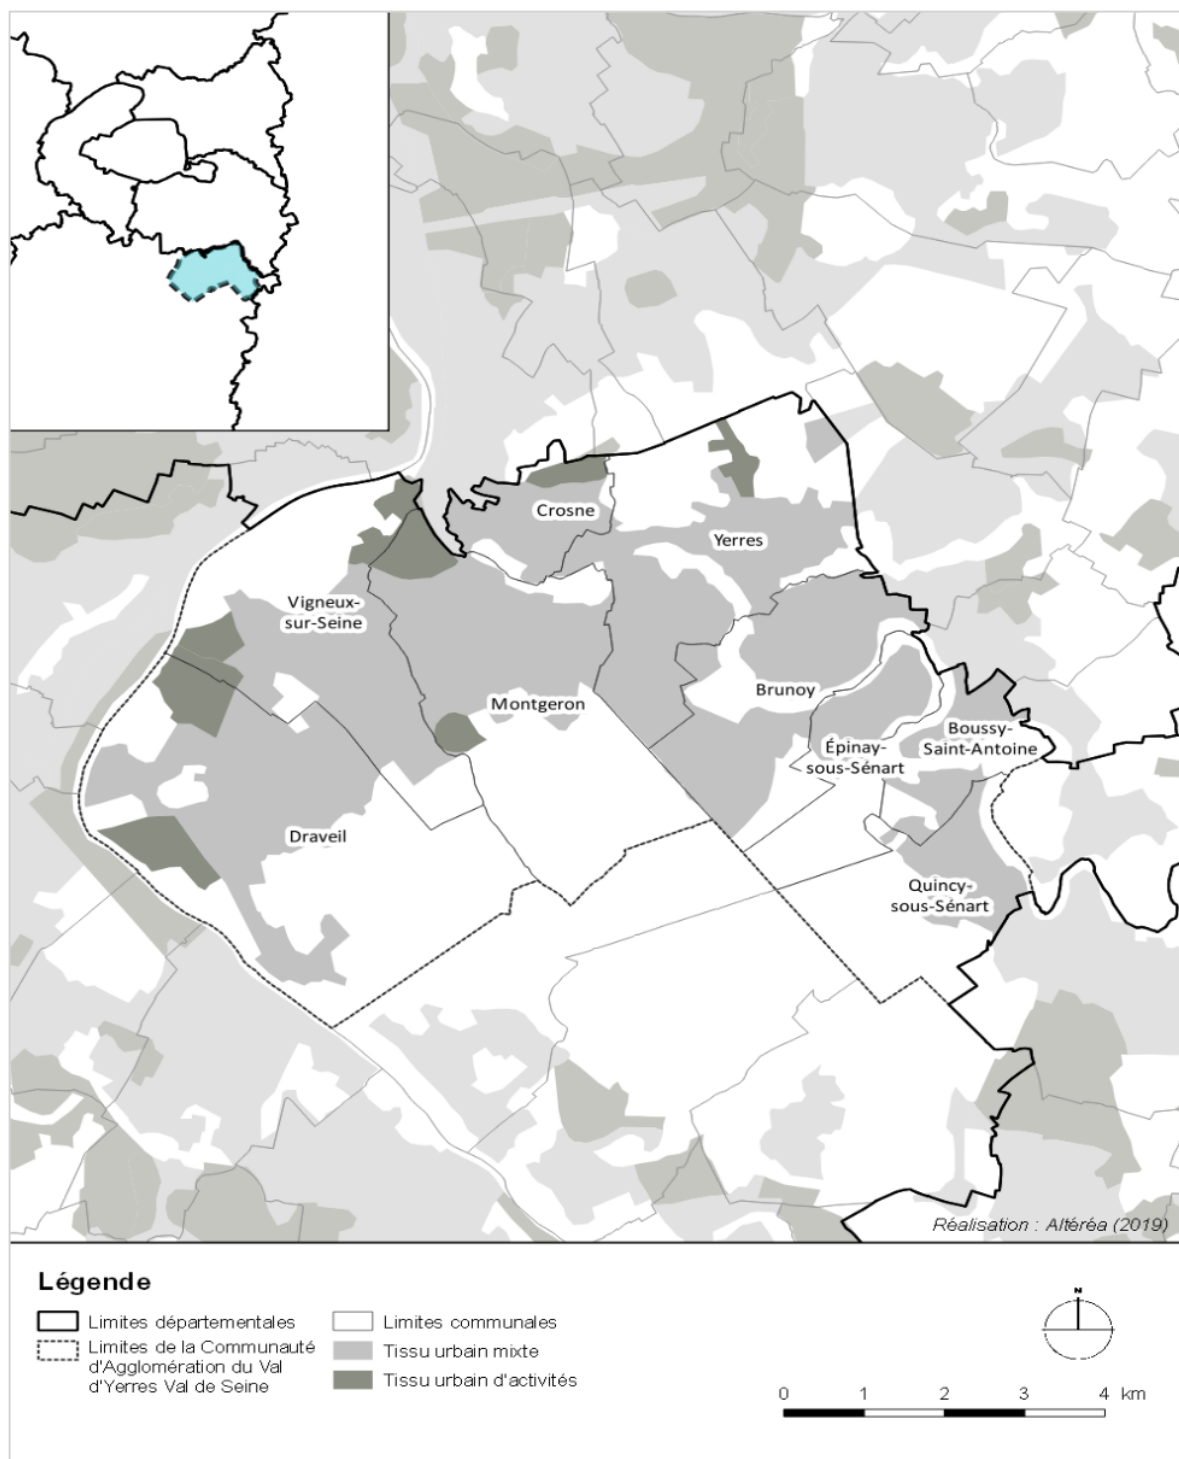 Crosne
Yerres
Vigneux-
sur-Seine
Montgeron
Brunoy
Boussy-
Saint-Antoine
Épinay-
sous-Sénart
Draveil
Quincy-
sous-Sénart
Réalisation : Altéréa (2019)
Légende
Limites départementales
Limites de la Communauté
d'Agglomération du Val
d'Yerres Val de Seine
Limites communales
Tissu urbain mixte
Tissu urbain d'activités
N
0 1 2 3 4 km